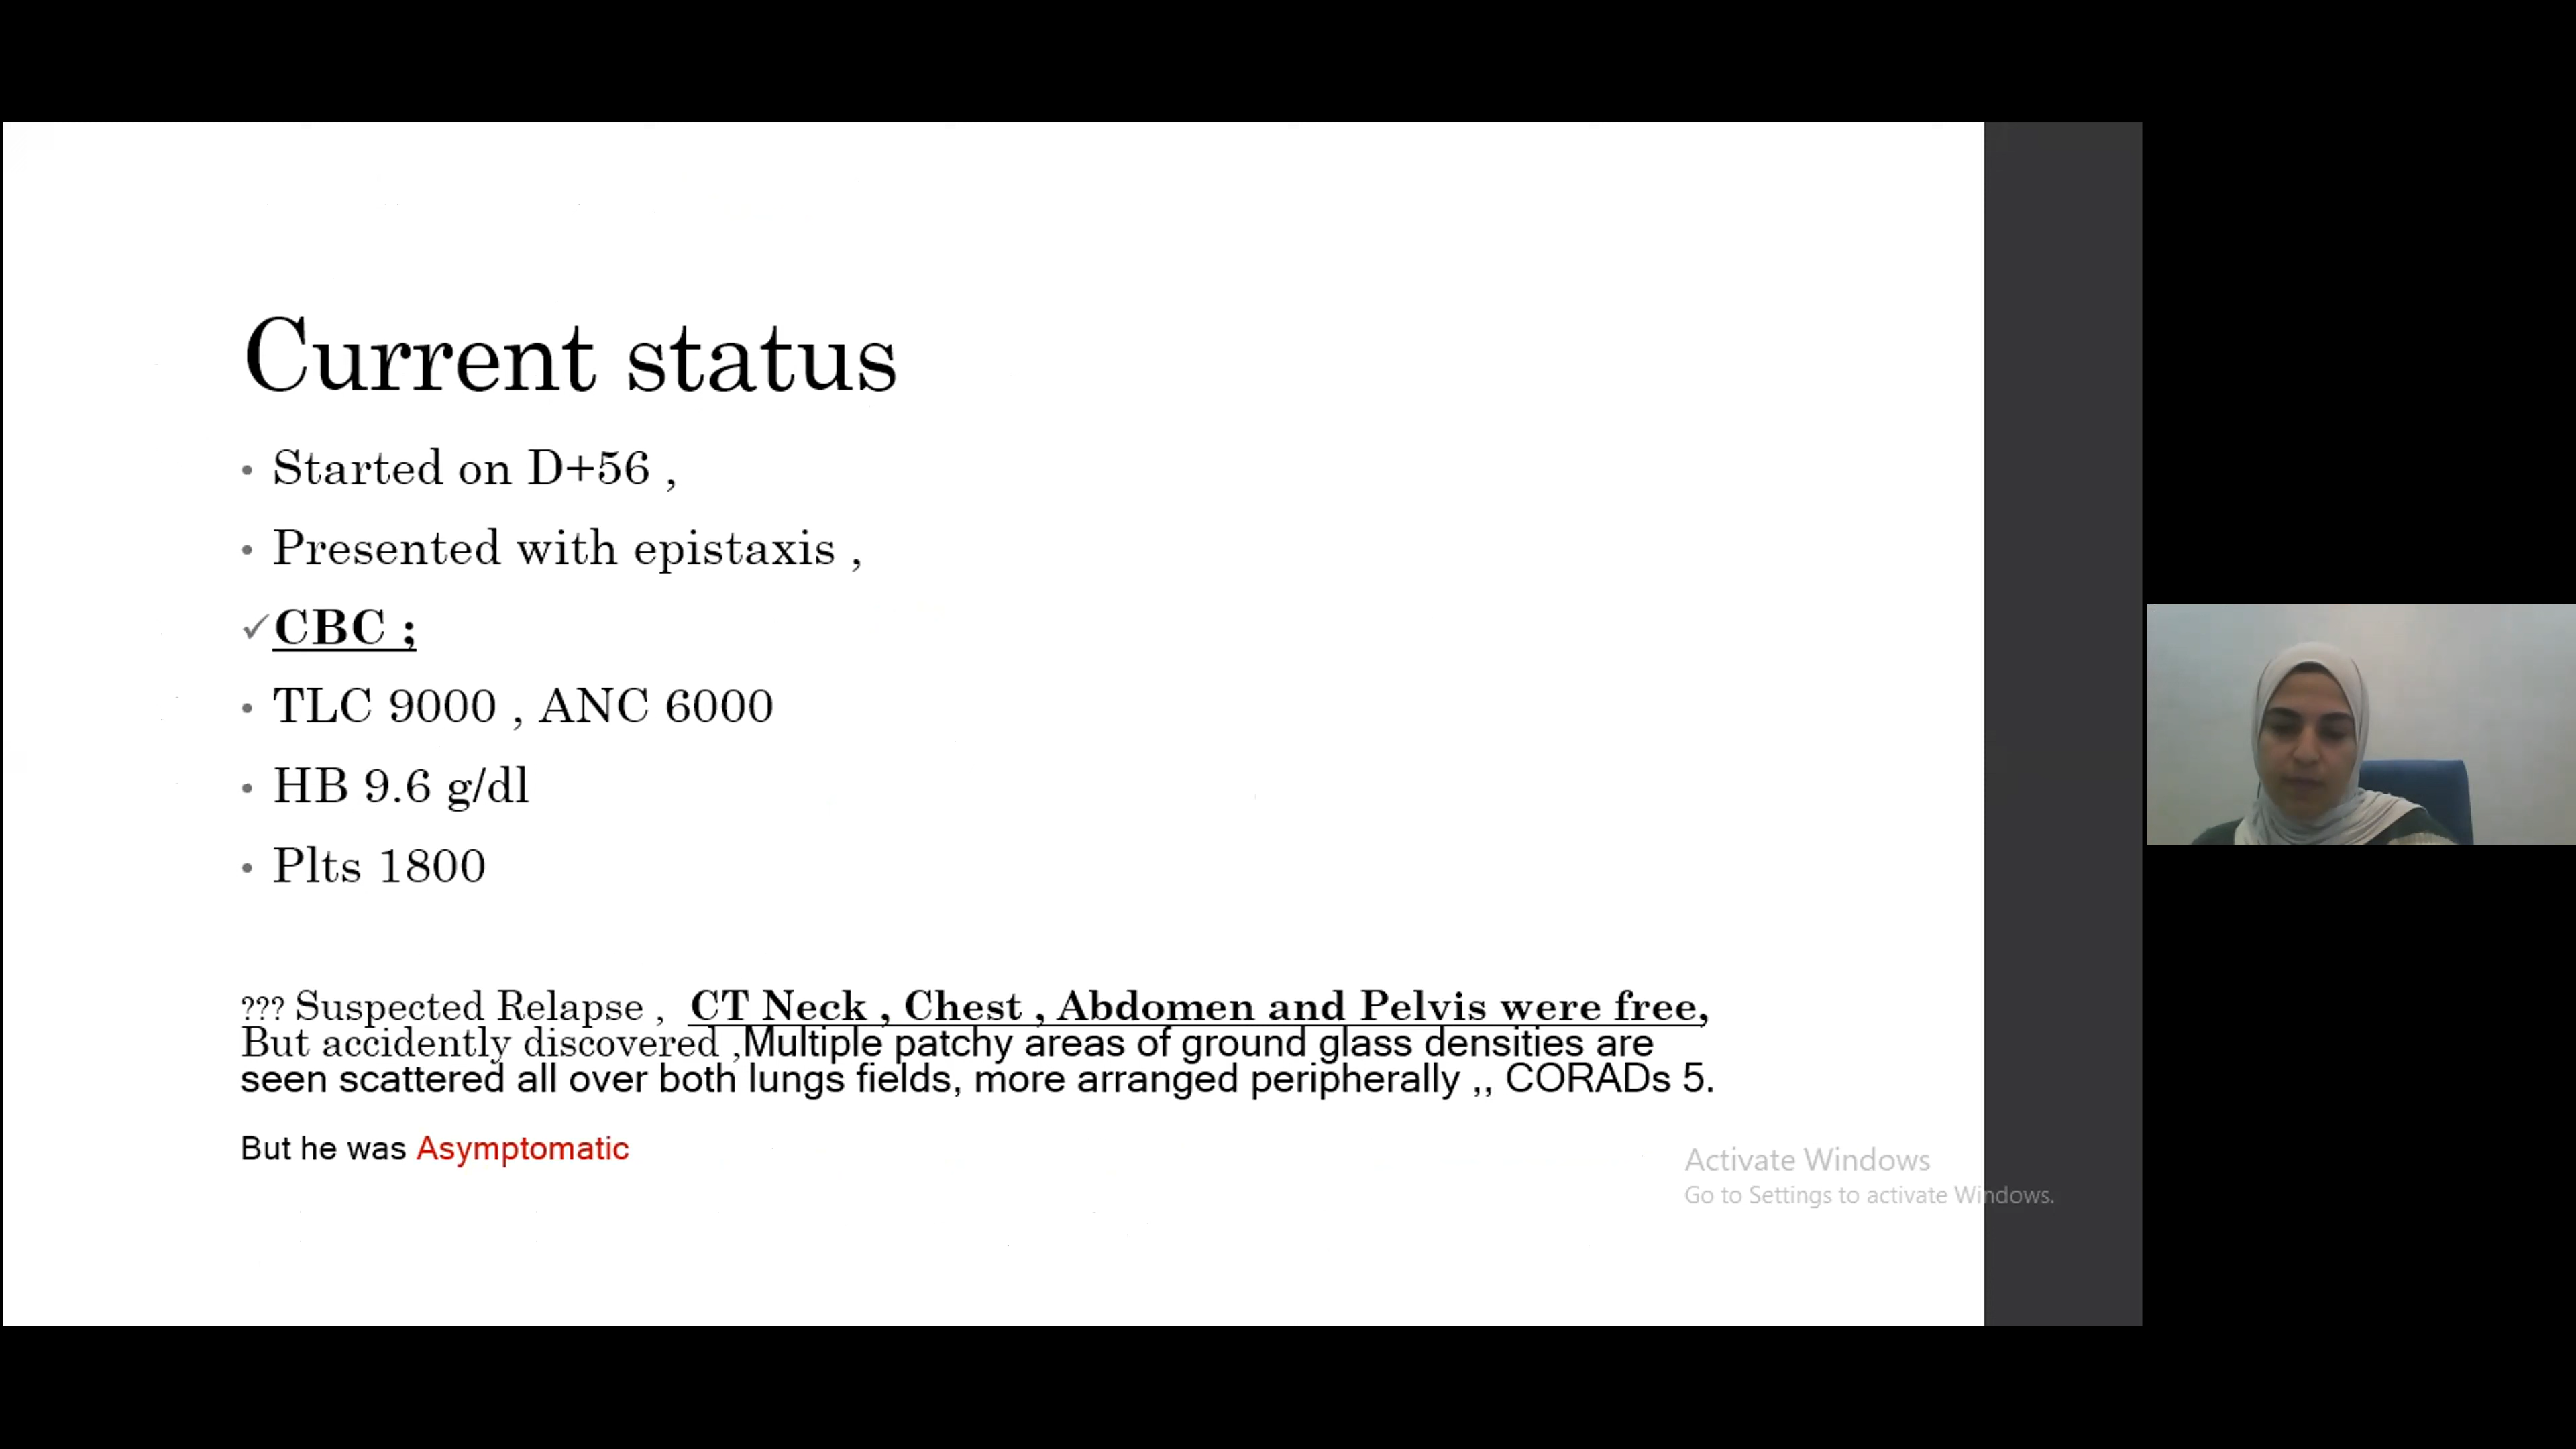 Current status
• Started on D+56 ,
• Presented with epistaxis ,
✓CBC ;
• TLC 9000 , ANC 6000
• HB 9.6 g/dl
• Plts 1800
??? Suspected Relapse , CT Neck , Chest , Abdomen and Pelvis were free,
But accidently discovered ,Multiple patchy areas of ground glass densities are
seen scattered all over both lungs fields, more arranged peripherally ,, CORADs 5.
But he was Asymptomatic
Activate Windows
Go to Settings to activate Windows.